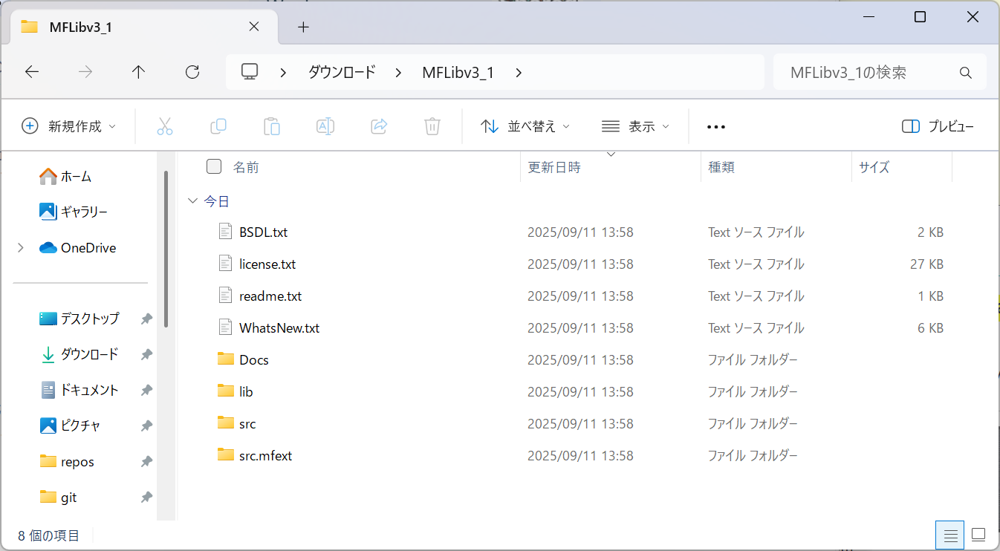 MFLibv3_1
ダウンロード MFLibv3_1 MFLibv3_1の検索
新規作成 並べ替え 表示 プレビュー
ホーム
ギャラリー
OneDrive
デスクトップ
ダウンロード
ドキュメント
ピクチャ
repos
git
名前 更新日時 種類 サイズ
今日
BSDL.txt 2025/09/11 13:58 Text ソース ファイル 2 KB
license.txt 2025/09/11 13:58 Text ソース ファイル 27 KB
readme.txt 2025/09/11 13:58 Text ソース ファイル 1 KB
WhatsNew.txt 2025/09/11 13:58 Text ソース ファイル 6 KB
Docs 2025/09/11 13:58 ファイル フォルダー
lib 2025/09/11 13:58 ファイル フォルダー
src 2025/09/11 13:58 ファイル フォルダー
src.mfext 2025/09/11 13:58 ファイル フォルダー
8 個の項目